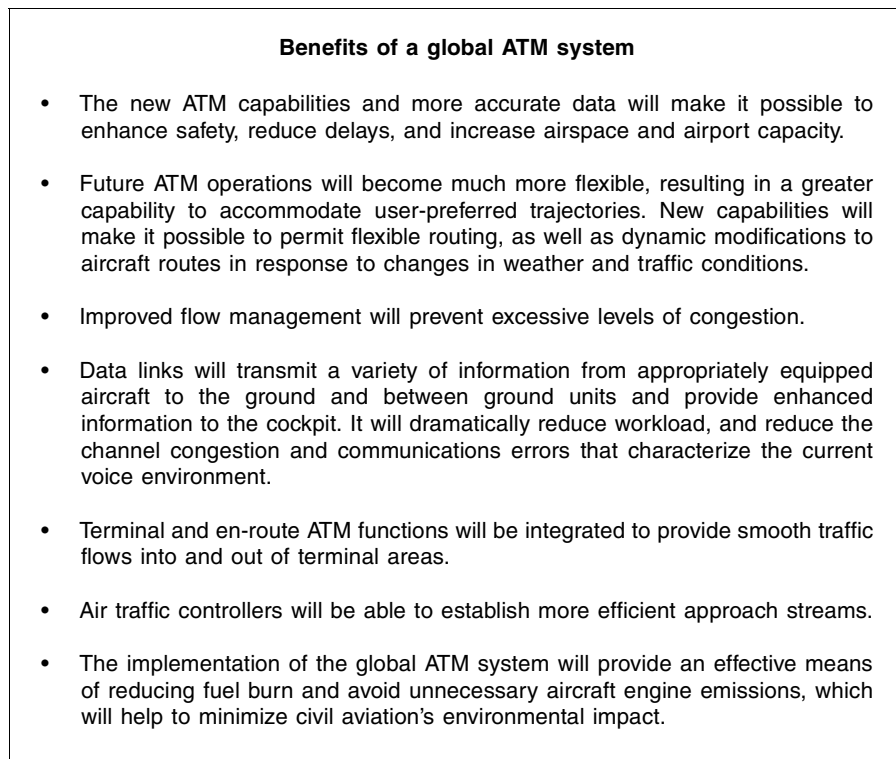 Benefits of a global ATM system
• The new ATM capabilities and more accurate data will make it possible to
enhance safety, reduce delays, and increase airspace and airport capacity.
• Future ATM operations will become much more flexible, resulting in a greater
capability to accommodate user-preferred trajectories. New capabilities will
make it possible to permit flexible routing, as well as dynamic modifications to
aircraft routes in response to changes in weather and traffic conditions.
• Improved flow management will prevent excessive levels of congestion.
• Data links will transmit a variety of information from appropriately equipped
aircraft to the ground and between ground units and provide enhanced
information to the cockpit. It will dramatically reduce workload, and reduce the
channel congestion and communications errors that characterize the current
voice environment.
• Terminal and en-route ATM functions will be integrated to provide smooth traffic
flows into and out of terminal areas.
• Air traffic controllers will be able to establish more efficient approach streams.
• The implementation of the global ATM system will provide an effective means
of reducing fuel burn and avoid unnecessary aircraft engine emissions, which
will help to minimize civil aviation's environmental impact.